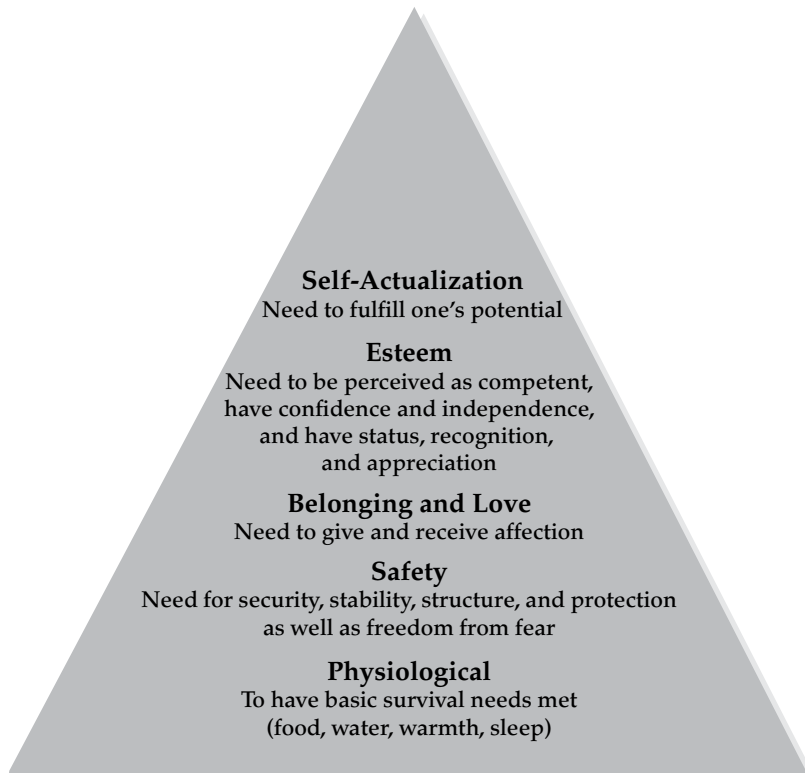 Self-Actualization
Need to fulfill one’s potential
Esteem
Need to be perceived as competent,
have confidence and independence,
and have status, recognition,
and appreciation
Belonging and Love
Need to give and receive affection
Safety
Need for security, stability, structure, and protection
as well as freedom from fear
Physiological
To have basic survival needs met
(food, water, warmth, sleep)